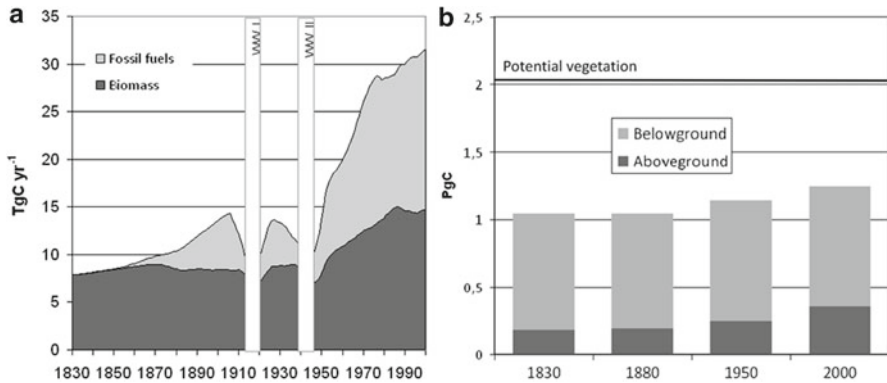 a
35
30
25
20
15
10
5
0
TgC yr⁻¹
Fossil fuels
Biomass
WW I
WW II
1830 1850 1870 1890 1910 1930 1950 1970 1990
b
2,5
2
1,5
1
0,5
0
PgC
Potential vegetation
Belowground
Aboveground
1830 1880 1950 2000